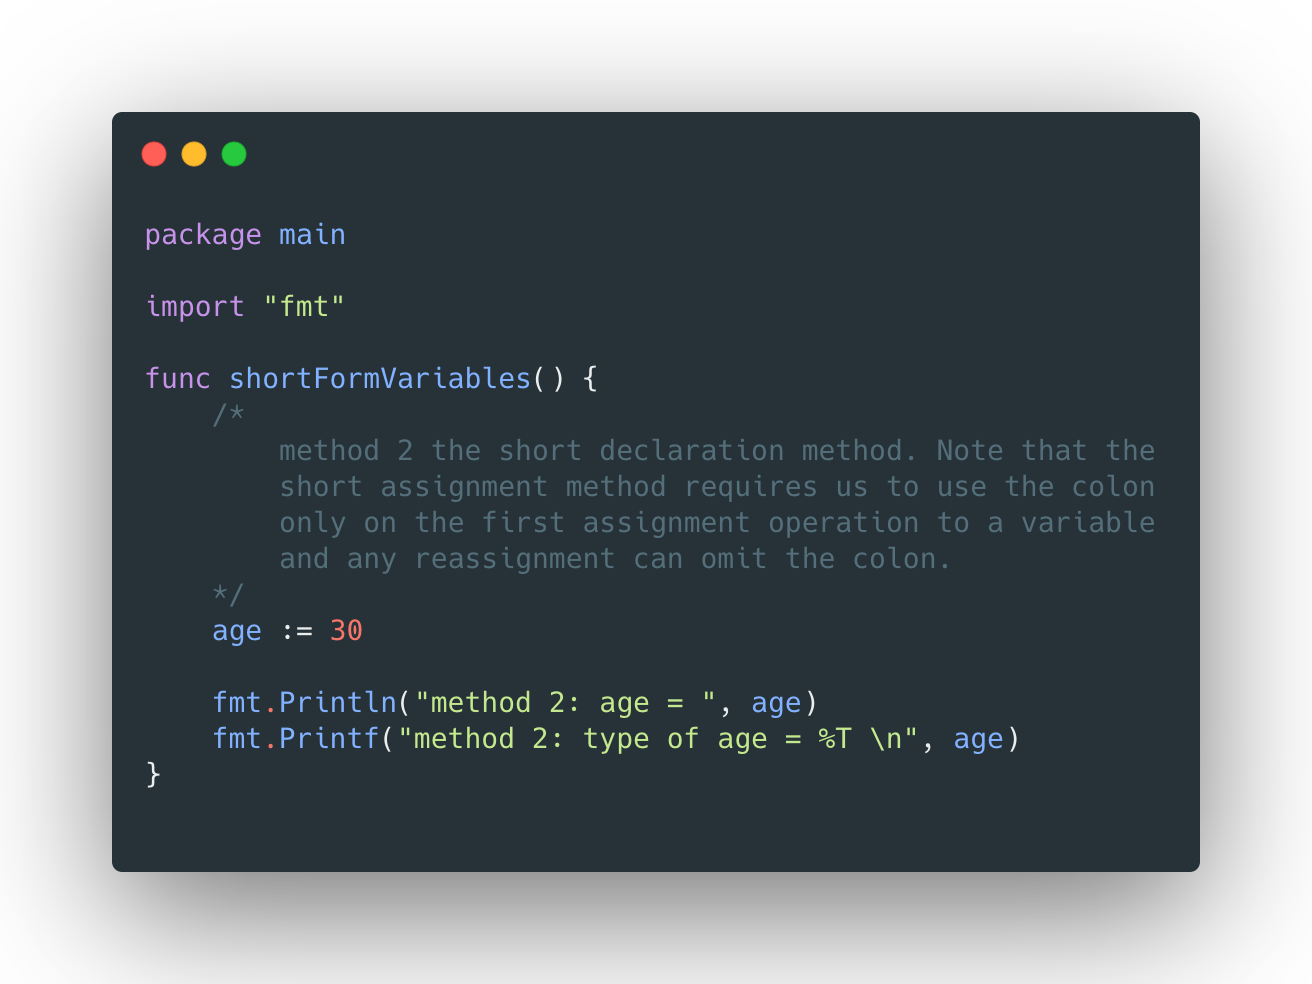 package main
import "fmt"
func shortFormVariables() {
/*
method 2 the short declaration method. Note that the
short assignment method requires us to use the colon
only on the first assignment operation to a variable
and any reassignment can omit the colon.
*/
age := 30
fmt.Println("method 2: age = ", age)
fmt.Printf("method 2: type of age = %T \n", age)
}